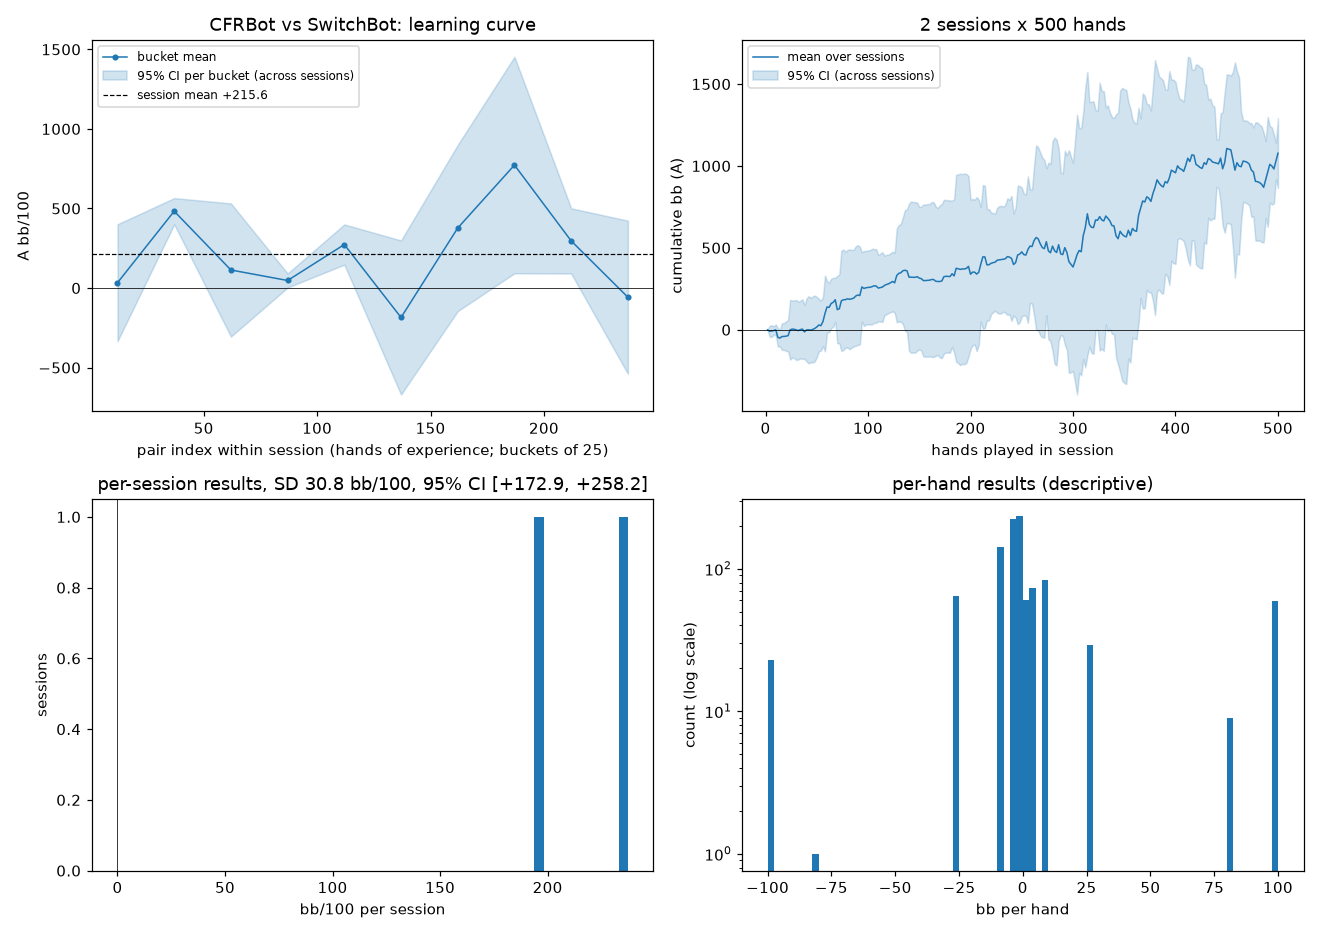 CFRBot vs SwitchBot: learning curve
bucket mean
95% CI per bucket (across sessions)
session mean +215.6
1500
1000
500
0
−500
A bb/100
50
100
150
200
pair index within session (hands of experience; buckets of 25)
2 sessions x 500 hands
mean over sessions
95% CI (across sessions)
1500
1000
500
0
cumulative bb (A)
0
100
200
300
400
500
hands played in session
per-session results, SD 30.8 bb/100, 95% CI [+172.9, +258.2]
1.0
0.8
0.6
0.4
0.2
0.0
sessions
0
50
100
150
200
bb/100 per session
per-hand results (descriptive)
10²
10¹
10⁰
count (log scale)
−100
−75
−50
−25
0
25
50
75
100
bb per hand